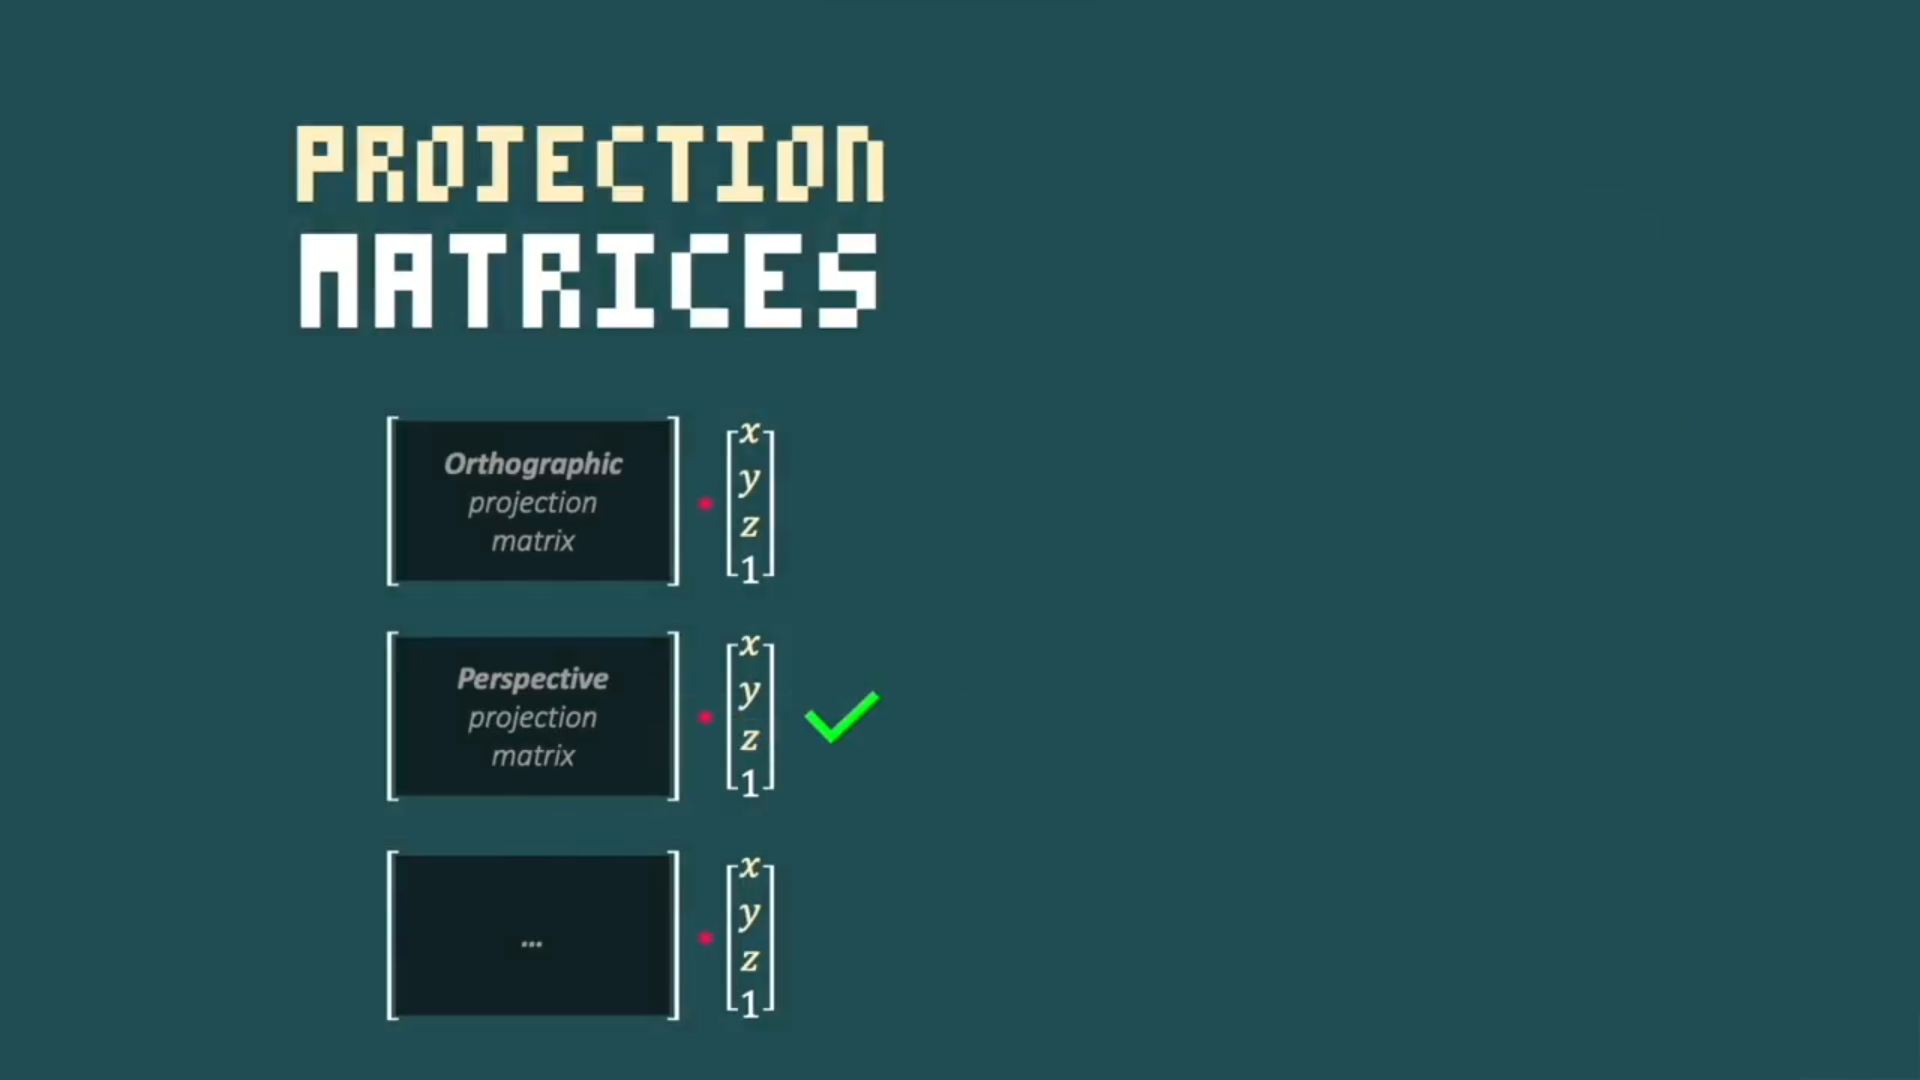 PROJECTION
MATRICES
Orthographic
projection
matrix
x
y
z
1
Perspective
projection
matrix
x
y
z
1
...
x
y
z
1